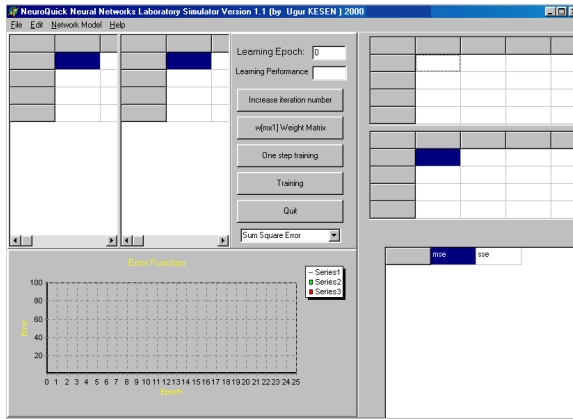 NeuroQuick Neural Networks Laboratory Simulator Version 1.1 (by Ugur KESEN ) 2000
File Edit Network Model Help
Learning Epoch: 0
Learning Performance
Increase iteration number
w[mx1] Weight Matrix
One step training
Training
Quit
Sum Square Error
mse sse
Error Function
Series1
Series2
Series3
100
80
60
40
20
Error
0 1 2 3 4 5 6 7 8 9 10 11 12 13 14 15 16 17 18 19 20 21 22 23 24 25
Epoch